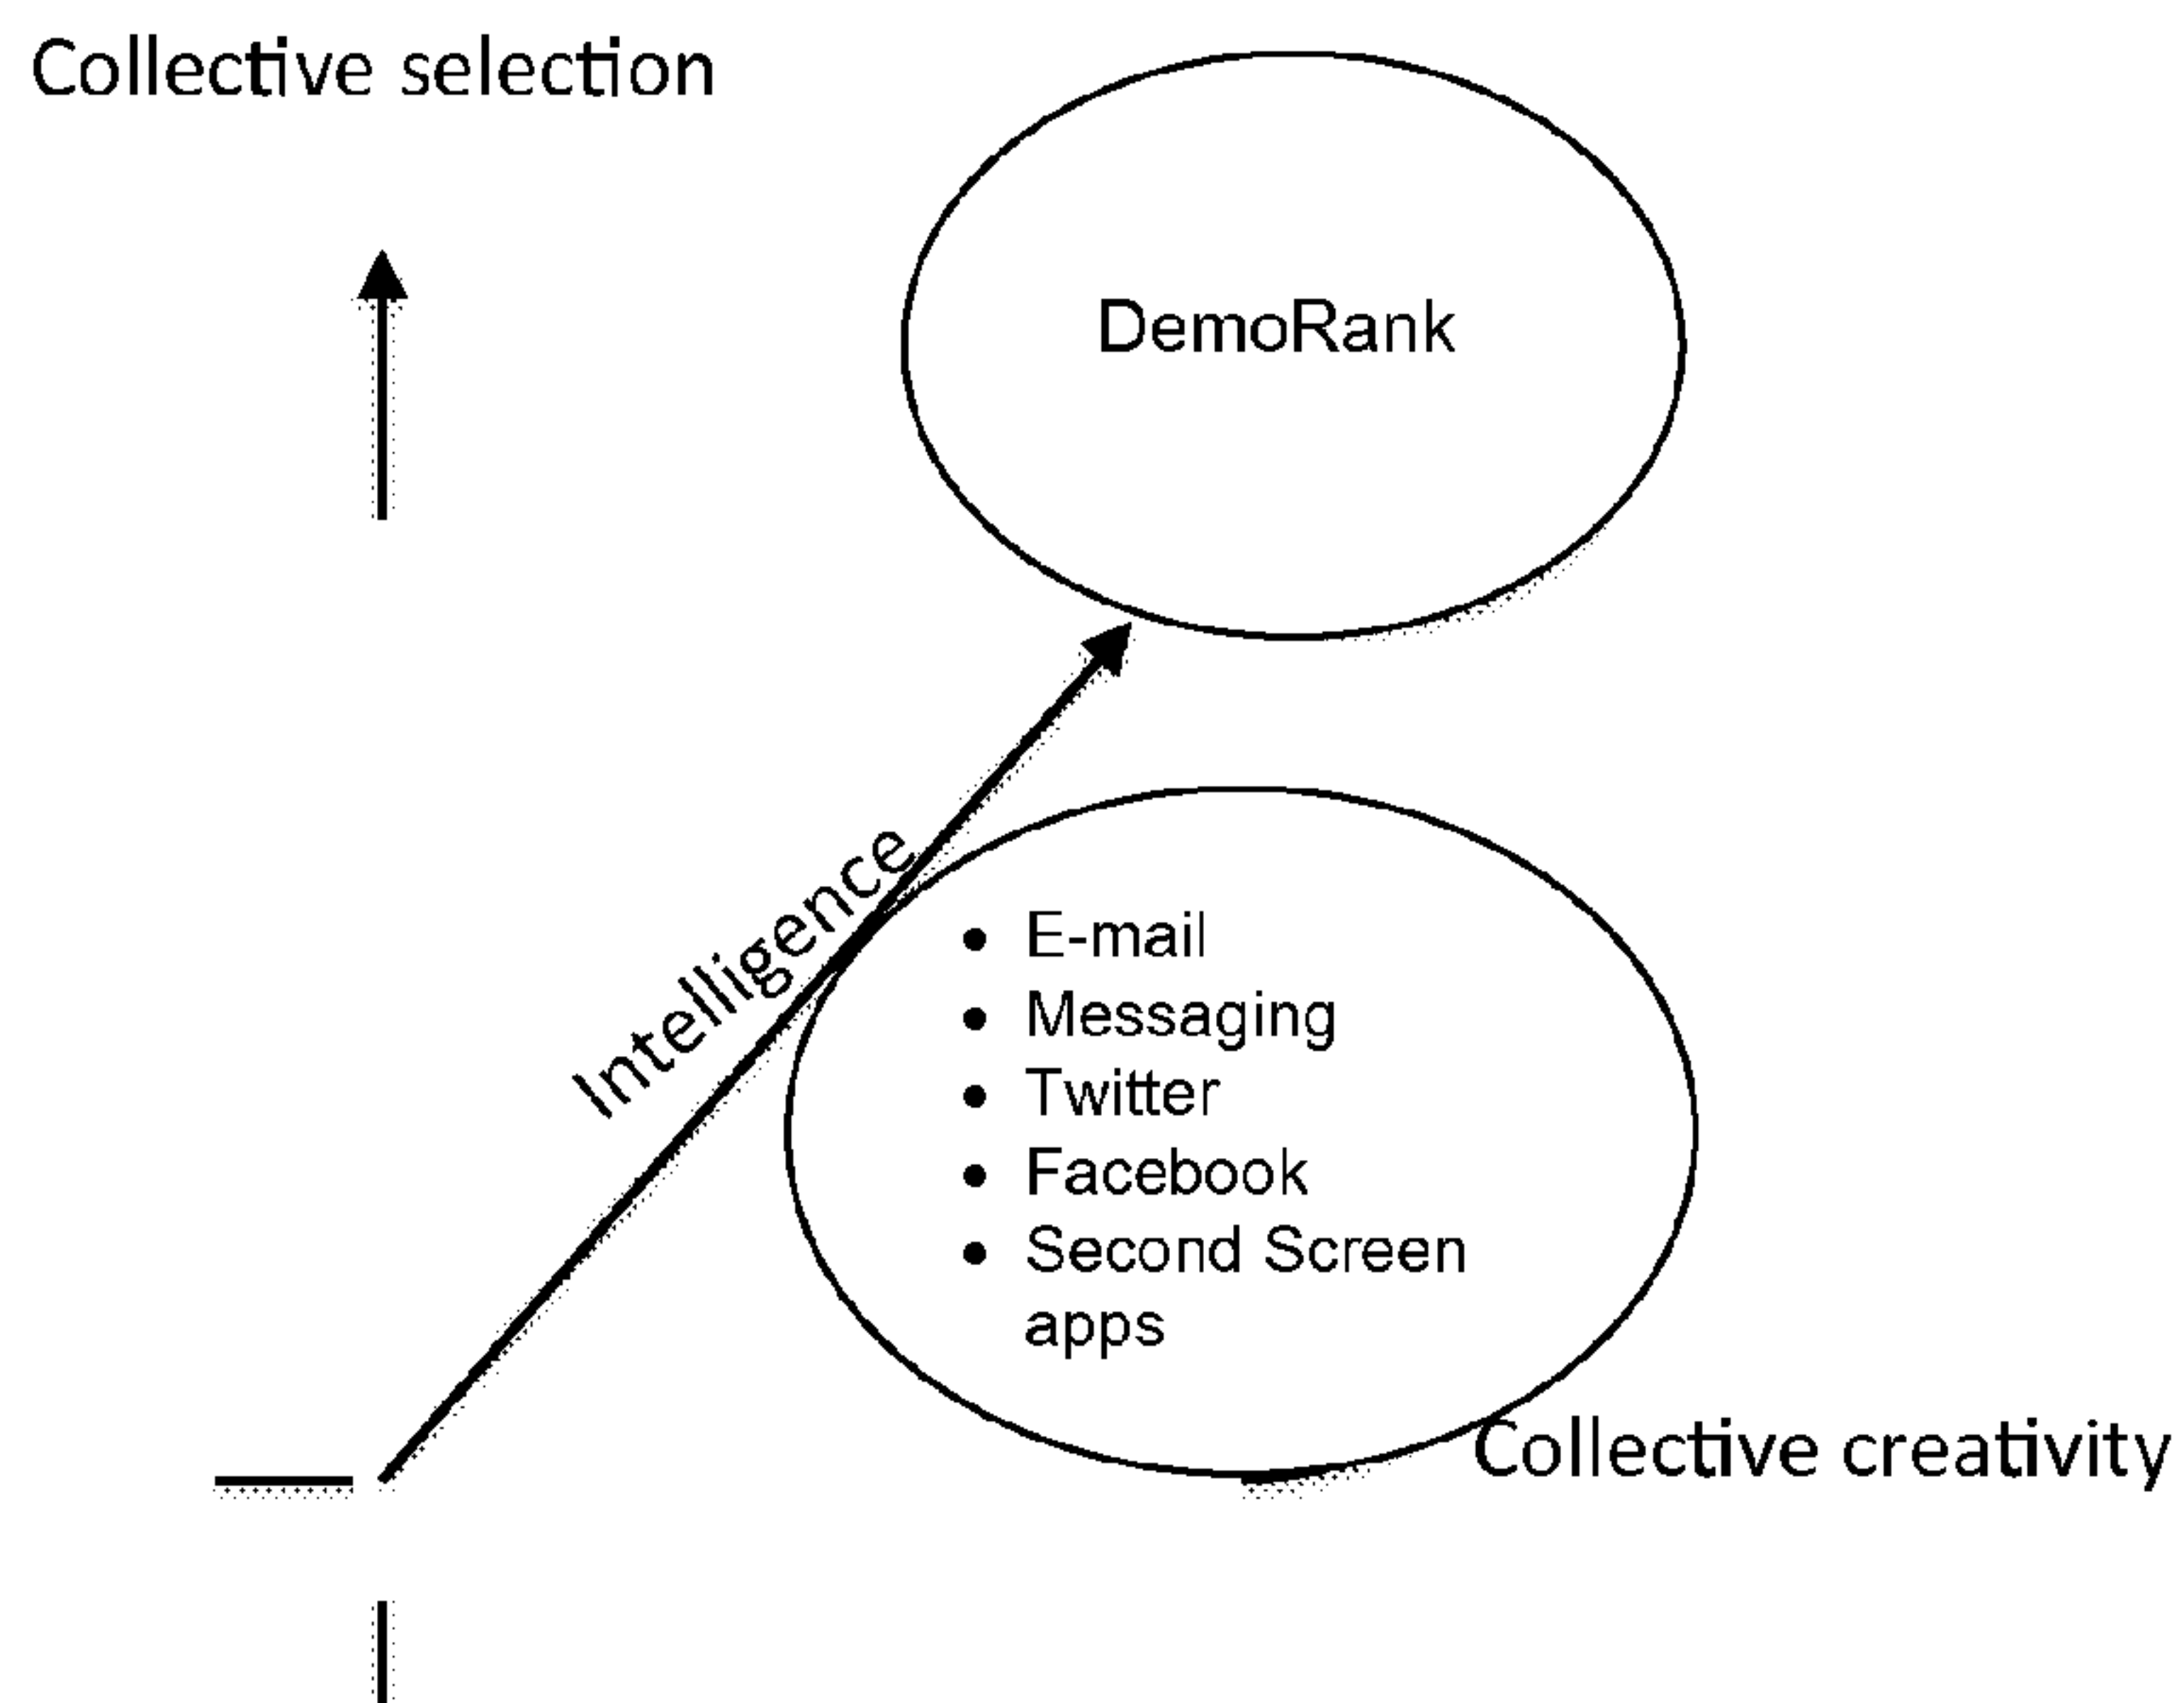 Collective selection
DemoRank
Intelligence
• E-mail
• Messaging
• Twitter
• Facebook
• Second Screen
apps
Collective creativity